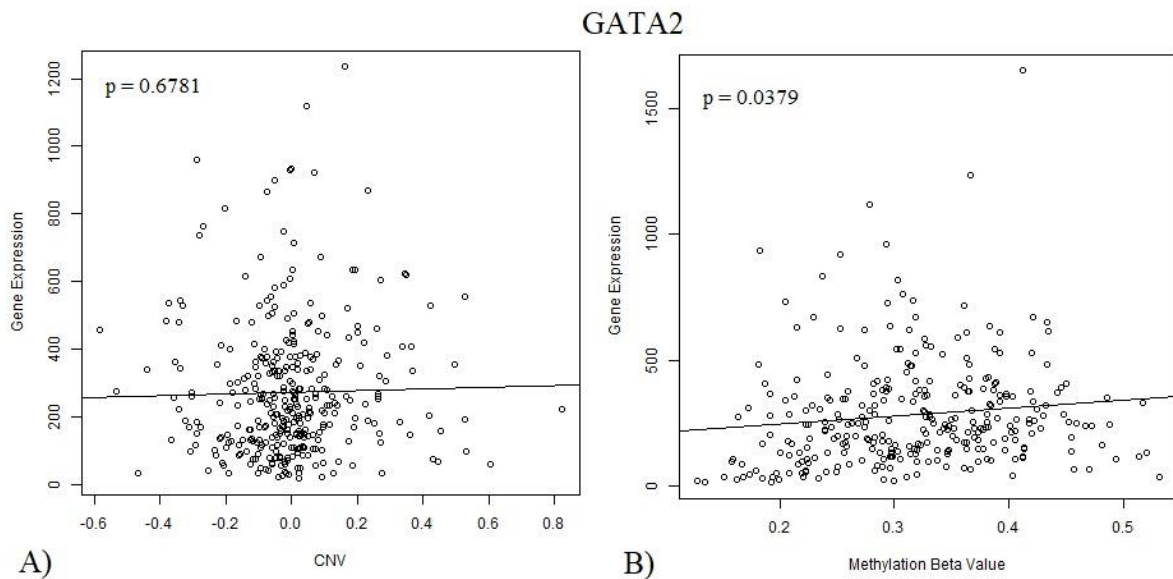 GATA2
p = 0.6781
Gene Expression
1200
1000
800
600
400
200
0
-0.6 -0.4 -0.2 0.0 0.2 0.4 0.6 0.8
CNV
A)
p = 0.0379
Gene Expression
1500
1000
500
0
0.2 0.3 0.4 0.5
Methylation Beta Value
B)